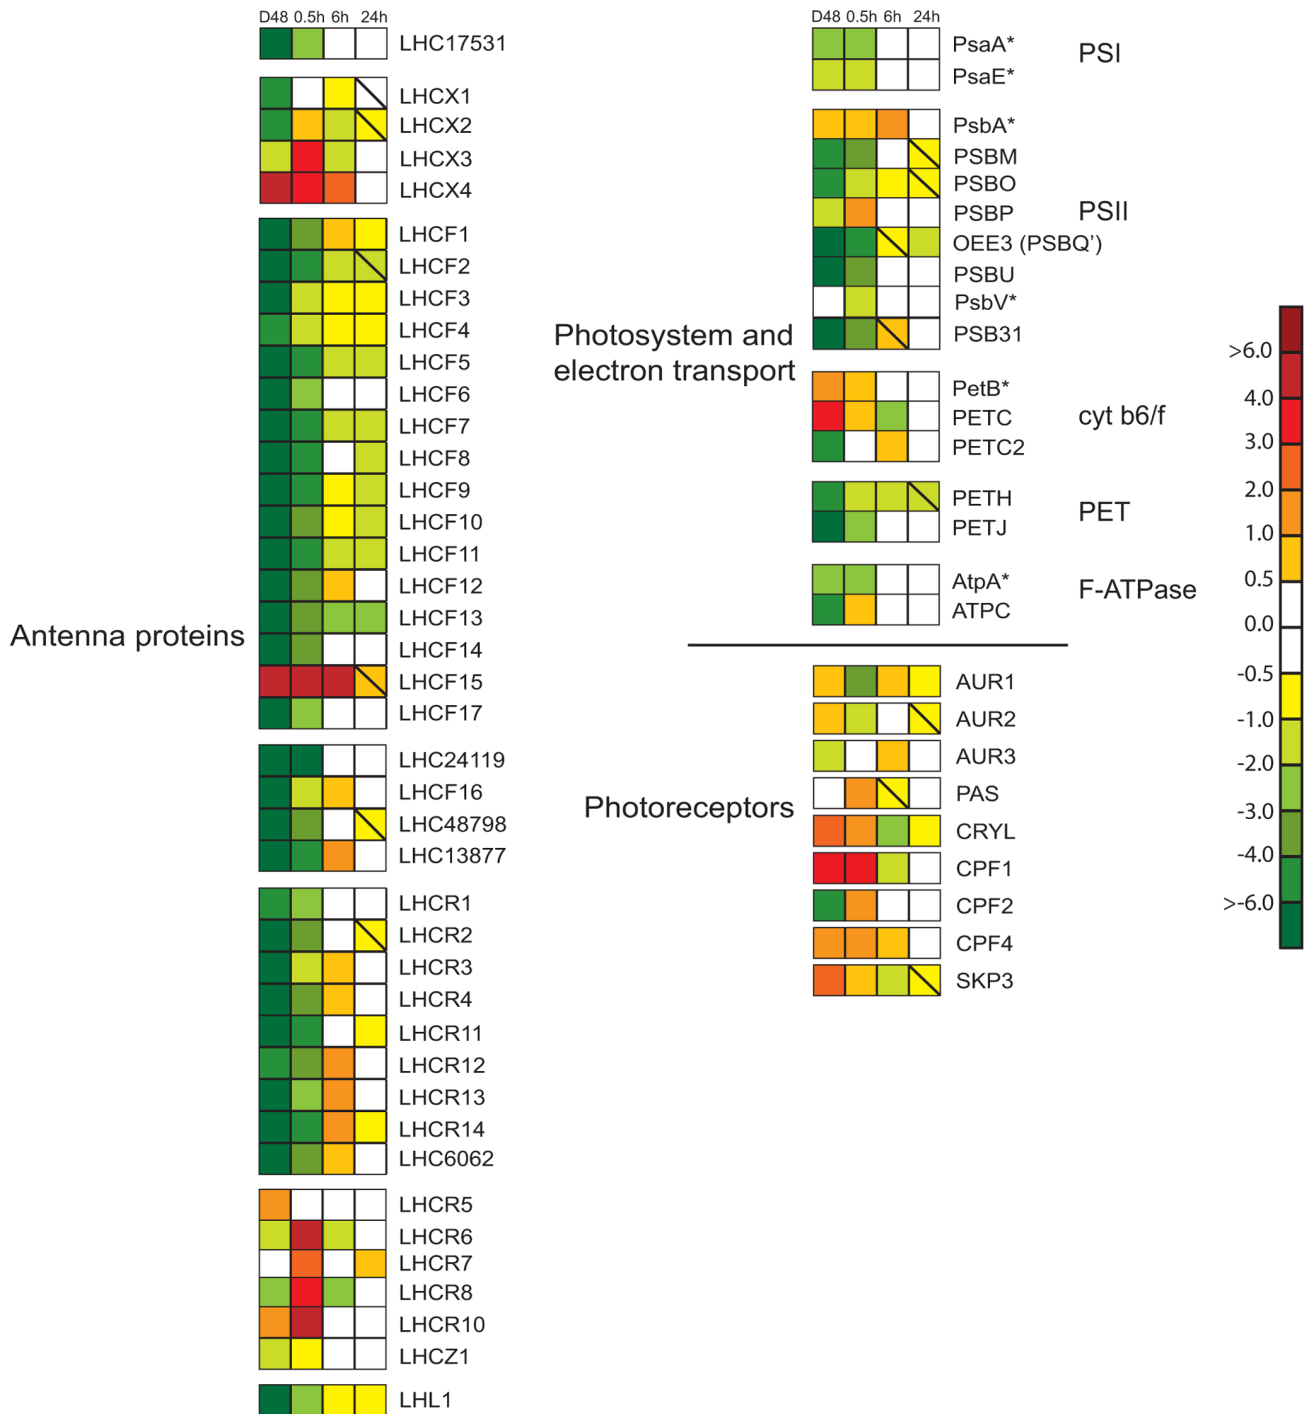 D48 0.5h 6h 24h
LHC17531
LHCX1
LHCX2
LHCX3
LHCX4
LHCF1
LHCF2
LHCF3
LHCF4
LHCF5
LHCF6
LHCF7
LHCF8
LHCF9
LHCF10
LHCF11
LHCF12
LHCF13
LHCF14
LHCF15
LHCF17
Antenna proteins
LHC24119
LHCF16
LHC48798
LHC13877
LHCR1
LHCR2
LHCR3
LHCR4
LHCR11
LHCR12
LHCR13
LHCR14
LHC6062
LHCR5
LHCR6
LHCR7
LHCR8
LHCR10
LHCZ1
LHL1
D48 0.5h 6h 24h
PsaA*
PsaE*
PSI
PsbA*
PSBM
PSBO
PSBP
OEE3 (PSBQ’)
PSBU
PsbV*
PSB31
PSII
Photosystem and
electron transport
PetB*
PETC
PETC2
cyt b6/f
PETH
PETJ
PET
AtpA*
ATPC
F-ATPase
AUR1
AUR2
AUR3
PAS
CRYL
CPF1
CPF2
CPF4
SKP3
Photoreceptors
>6.0
4.0
3.0
2.0
1.0
0.5
0.0
-0.5
-1.0
-2.0
-3.0
-4.0
>-6.0